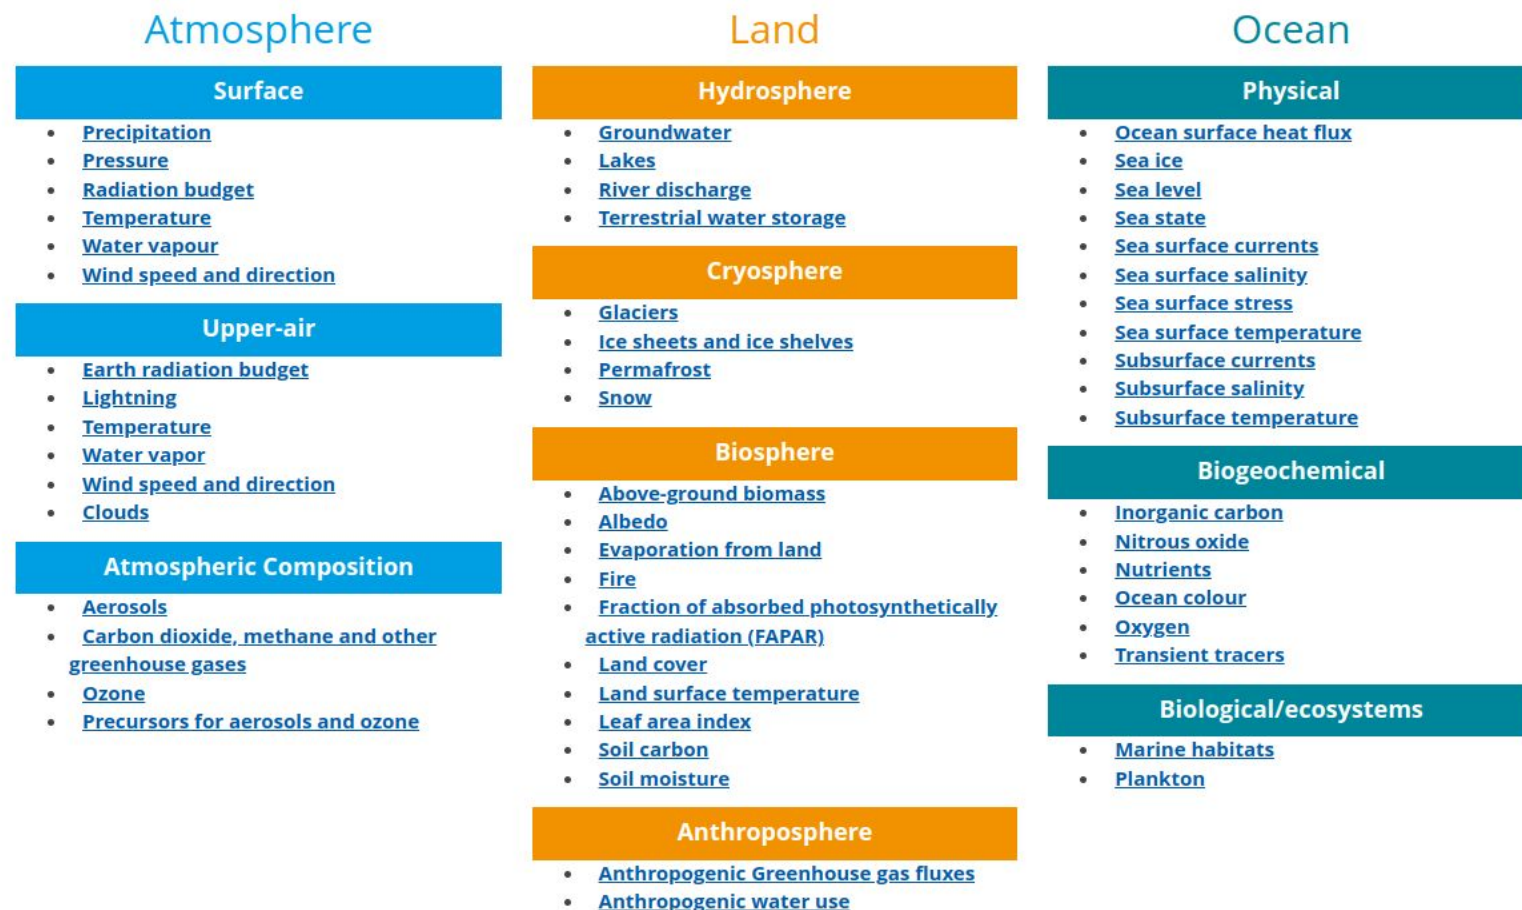 Atmosphere
Surface
Precipitation
Pressure
Radiation budget
Temperature
Water vapour
Wind speed and direction
Upper-air
Earth radiation budget
Lightning
Temperature
Water vapor
Wind speed and direction
Clouds
Atmospheric Composition
Aerosols
Carbon dioxide, methane and other
greenhouse gases
Ozone
Precursors for aerosols and ozone
Land
Hydrosphere
Groundwater
Lakes
River discharge
Terrestrial water storage
Cryosphere
Glaciers
Ice sheets and ice shelves
Permafrost
Snow
Biosphere
Above-ground biomass
Albedo
Evaporation from land
Fire
Fraction of absorbed photosynthetically
active radiation (FAPAR)
Land cover
Land surface temperature
Leaf area index
Soil carbon
Soil moisture
Anthroposphere
Anthropogenic Greenhouse gas fluxes
Anthropogenic water use
Ocean
Physical
Ocean surface heat flux
Sea ice
Sea level
Sea state
Sea surface currents
Sea surface salinity
Sea surface stress
Sea surface temperature
Subsurface currents
Subsurface salinity
Subsurface temperature
Biogeochemical
Inorganic carbon
Nitrous oxide
Nutrients
Ocean colour
Oxygen
Transient tracers
Biological/ecosystems
Marine habitats
Plankton